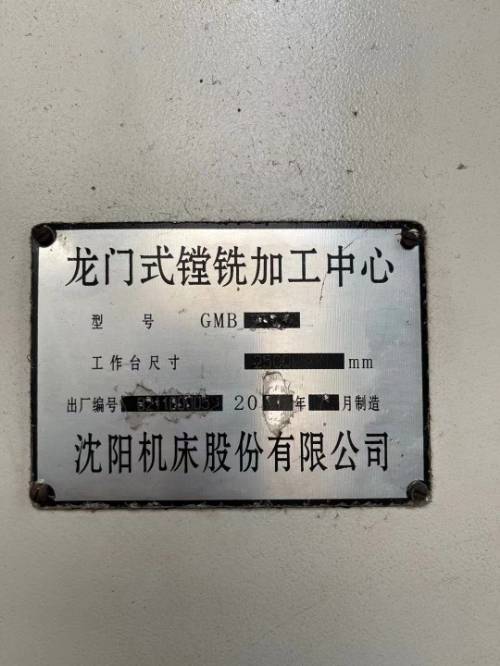 龙门式镗铣加工中心
型 号 GMB
工作台尺寸 mm
出厂编号 20 年 月制造
沈阳机床股份有限公司